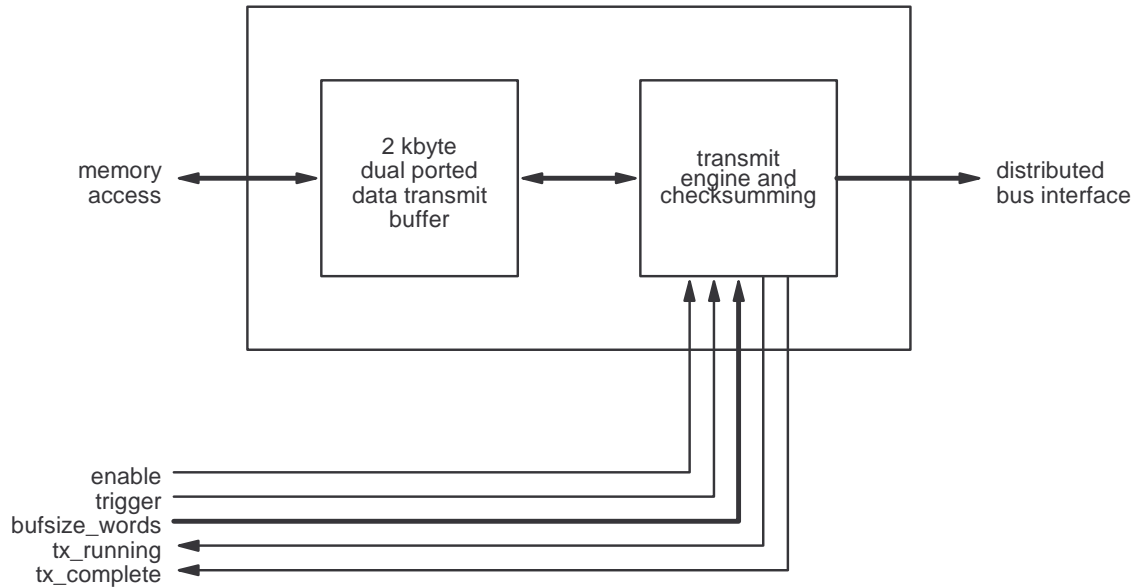 2 kbyte
dual ported
data transmit
buffer
transmit
engine and
checksumming
memory
access
distributed
bus interface
enable
trigger
bufsize_words
tx_running
tx_complete